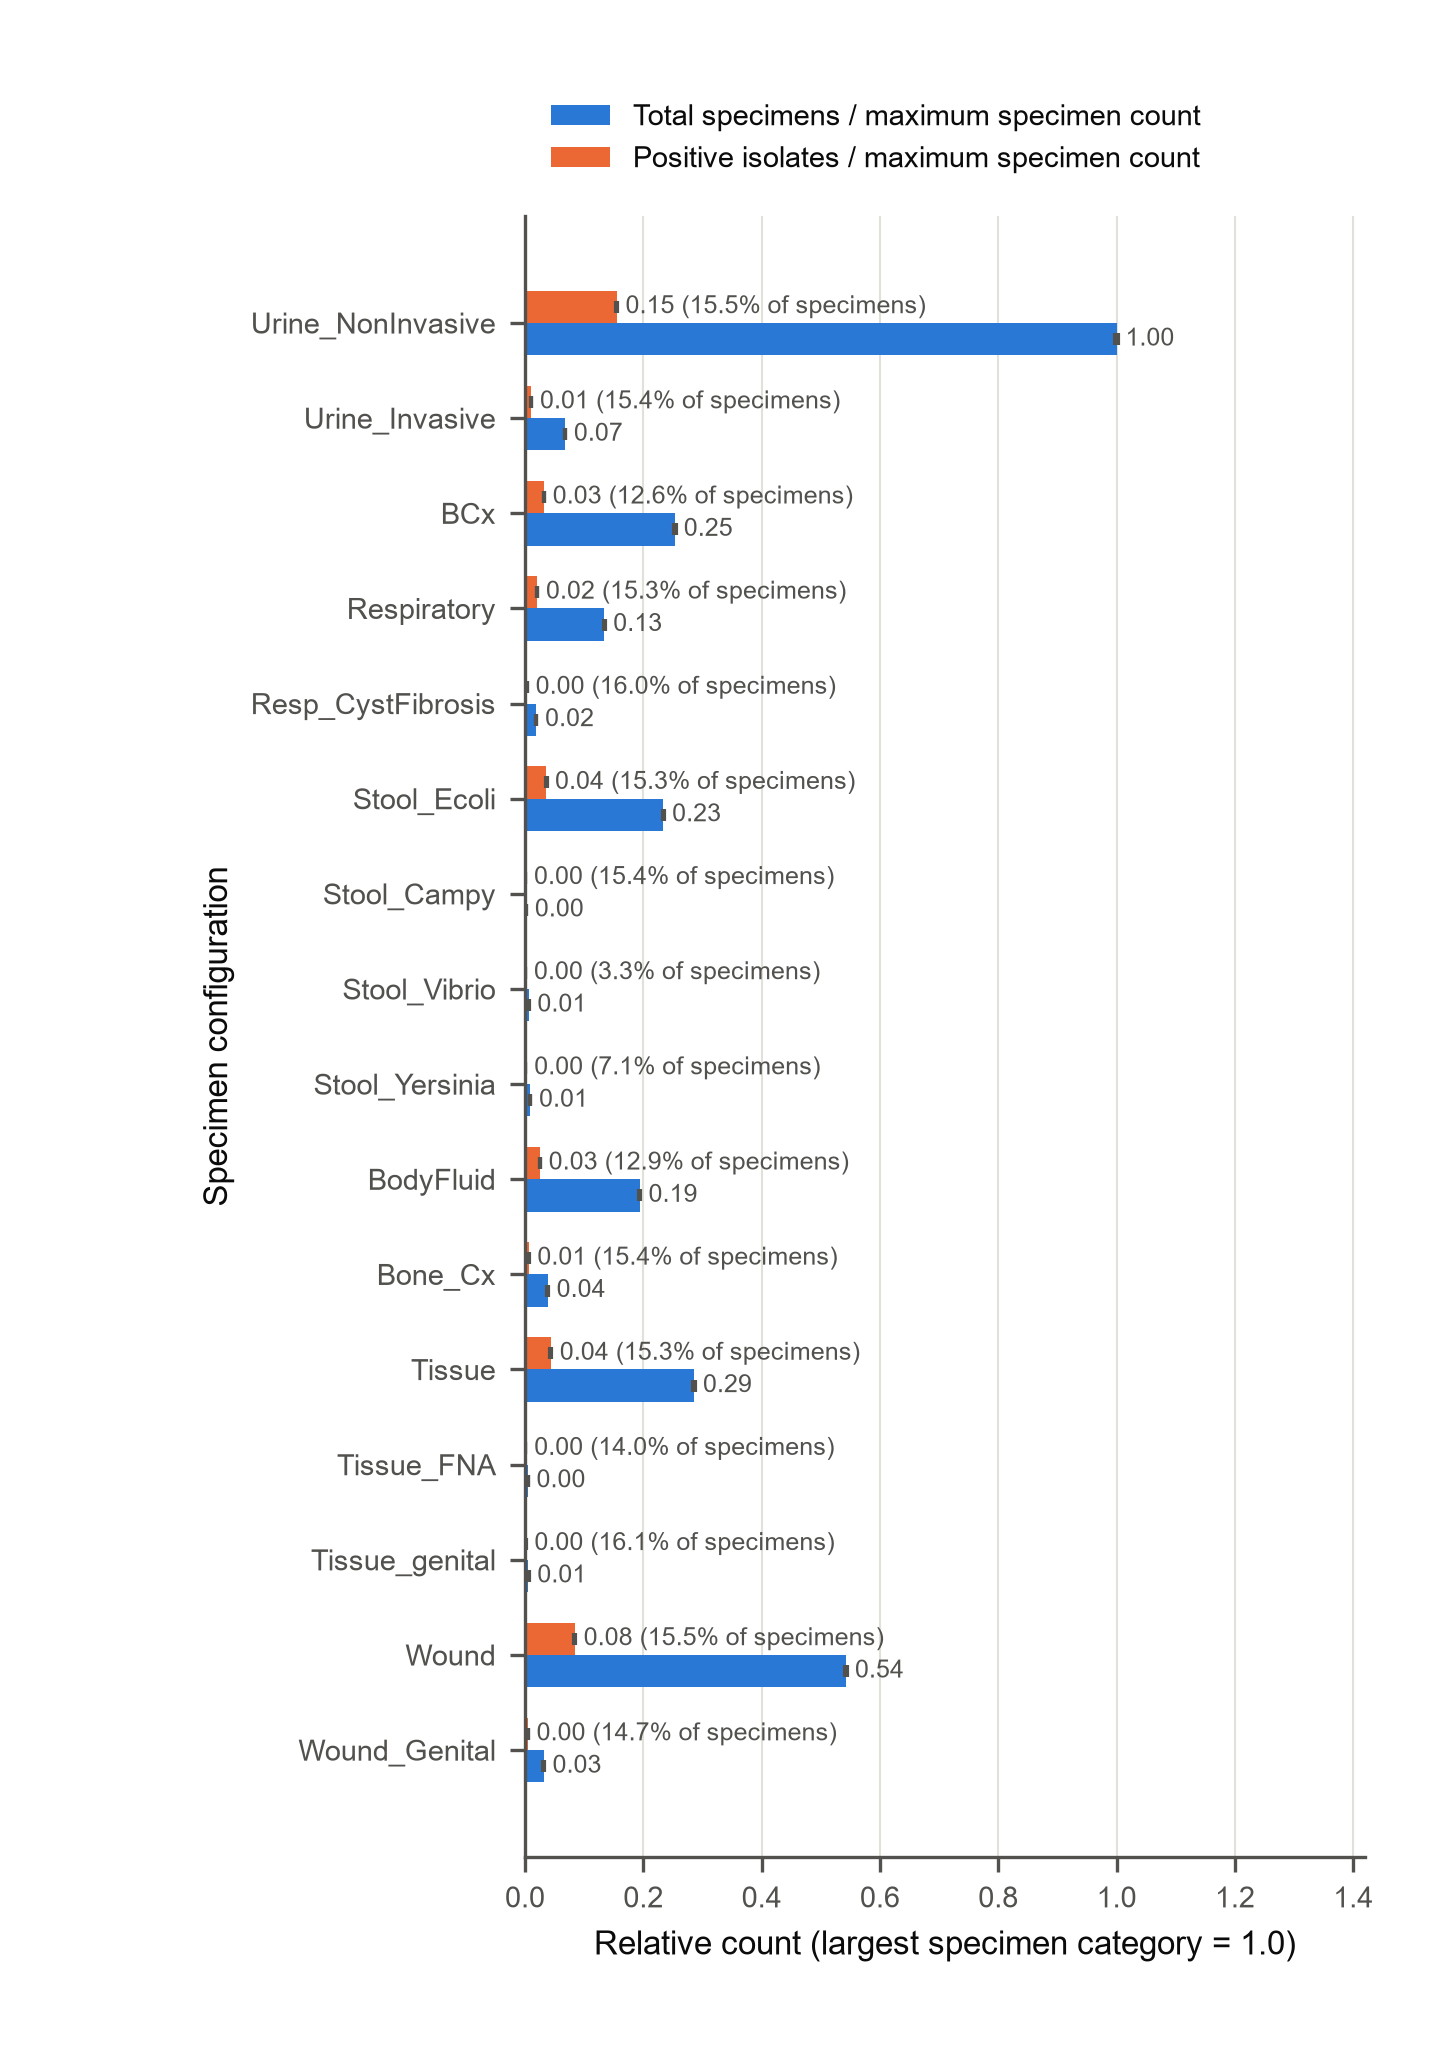 Total specimens / maximum specimen count
Positive isolates / maximum specimen count
Specimen configuration
Urine_NonInvasive
0.15 (15.5% of specimens)
1.00
Urine_Invasive
0.01 (15.4% of specimens)
0.07
BCx
0.03 (12.6% of specimens)
0.25
Respiratory
0.02 (15.3% of specimens)
0.13
Resp_CystFibrosis
0.00 (16.0% of specimens)
0.02
Stool_Ecoli
0.04 (15.3% of specimens)
0.23
Stool_Campy
0.00 (15.4% of specimens)
0.00
Stool_Vibrio
0.00 (3.3% of specimens)
0.01
Stool_Yersinia
0.00 (7.1% of specimens)
0.01
BodyFluid
0.03 (12.9% of specimens)
0.19
Bone_Cx
0.01 (15.4% of specimens)
0.04
Tissue
0.04 (15.3% of specimens)
0.29
Tissue_FNA
0.00 (14.0% of specimens)
0.00
Tissue_genital
0.00 (16.1% of specimens)
0.01
Wound
0.08 (15.5% of specimens)
0.54
Wound_Genital
0.00 (14.7% of specimens)
0.03
0.0 0.2 0.4 0.6 0.8 1.0 1.2 1.4
Relative count (largest specimen category = 1.0)